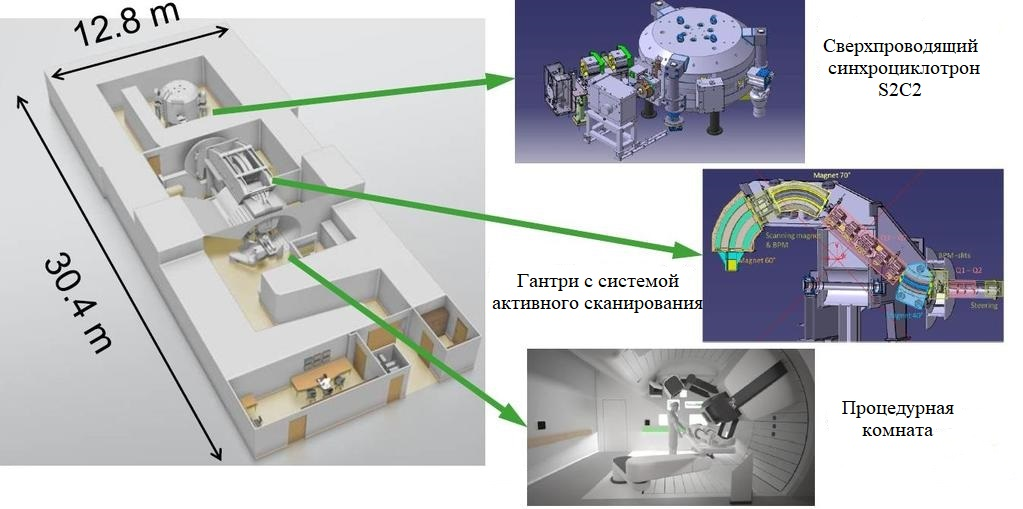 12.8 m
30.4 m
Сверхпроводящий
синхроциклотрон
S2C2
Magnet 70°
Scanning magnet
& BPM
Magnet 60°
BPM-slits
Q1 – Q2
Steering
Magnet 40°
Гантри с системой
активного сканирования
Процедурная
комната